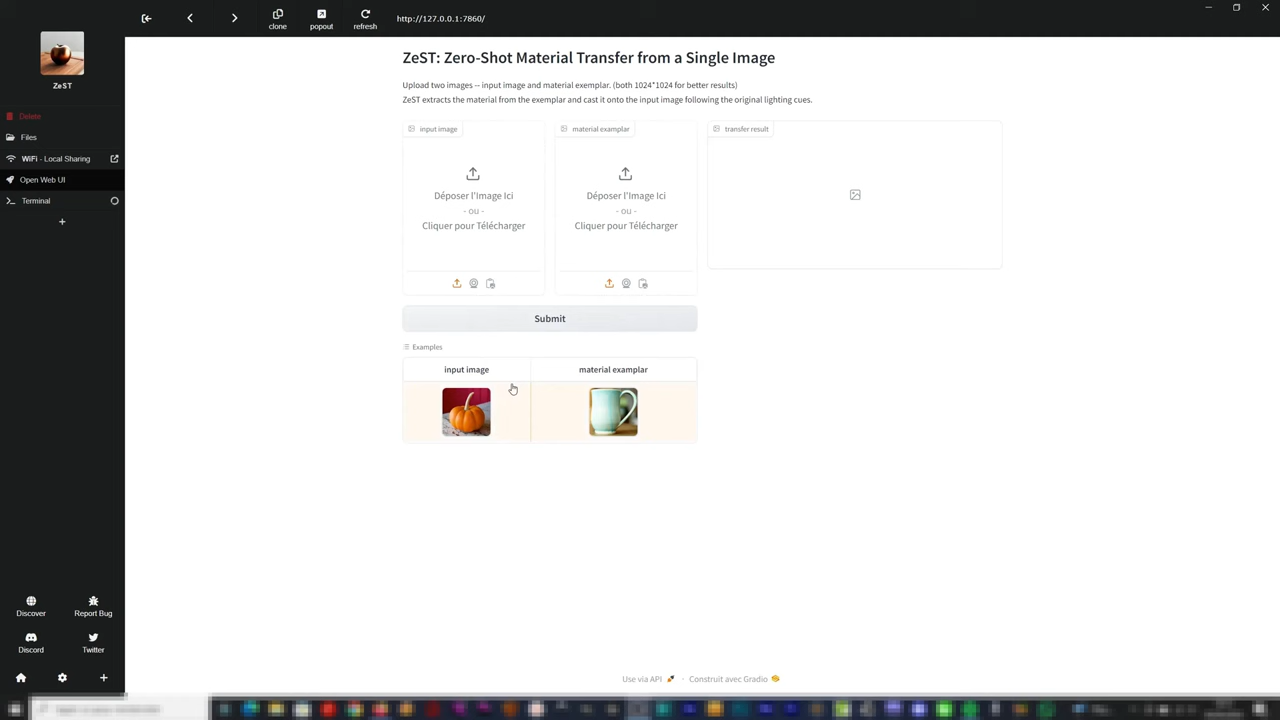 clone
popout
refresh
http://127.0.0.1:7860/
ZeST
Delete
Files
WiFi - Local Sharing
Open Web UI
Terminal
ZeST: Zero-Shot Material Transfer from a Single Image
Upload two images -- input image and material exemplar. (both 1024*1024 for better results)
ZeST extracts the material from the exemplar and cast it onto the input image following the original lighting cues.
input image
material examplar
transfer result
Déposer l'Image Ici
- ou -
Cliquer pour Télécharger
Déposer l'Image Ici
- ou -
Cliquer pour Télécharger
Submit
Examples
input image
material examplar
Discover
Report Bug
Discord
Twitter
Use via API
·
Construit avec Gradio